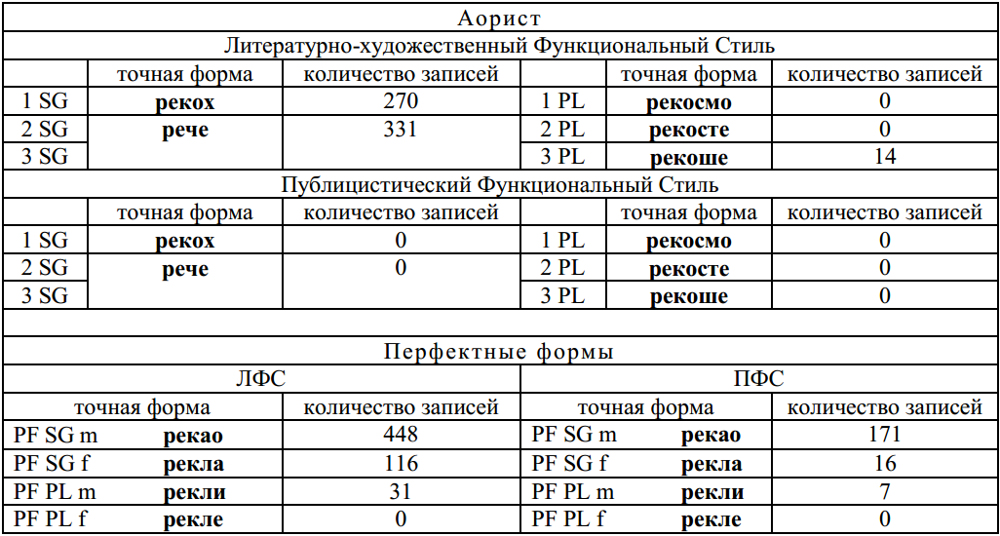 Аорист
Литературно-художественный Функциональный Стиль
точная форма количество записей точная форма количество записей
1 SG рекох 270 1 PL рекосмо 0
2 SG рече 331 2 PL рекосте 0
3 SG 3 PL рекоше 14
Публицистический Функциональный Стиль
точная форма количество записей точная форма количество записей
1 SG рекох 0 1 PL рекосмо 0
2 SG рече 0 2 PL рекосте 0
3 SG 3 PL рекоше 0
Перфектные формы
ЛФС ПФС
точная форма количество записей точная форма количество записей
PF SG m рекао 448 PF SG m рекао 171
PF SG f рекла 116 PF SG f рекла 16
PF PL m рекли 31 PF PL m рекли 7
PF PL f рекле 0 PF PL f рекле 0